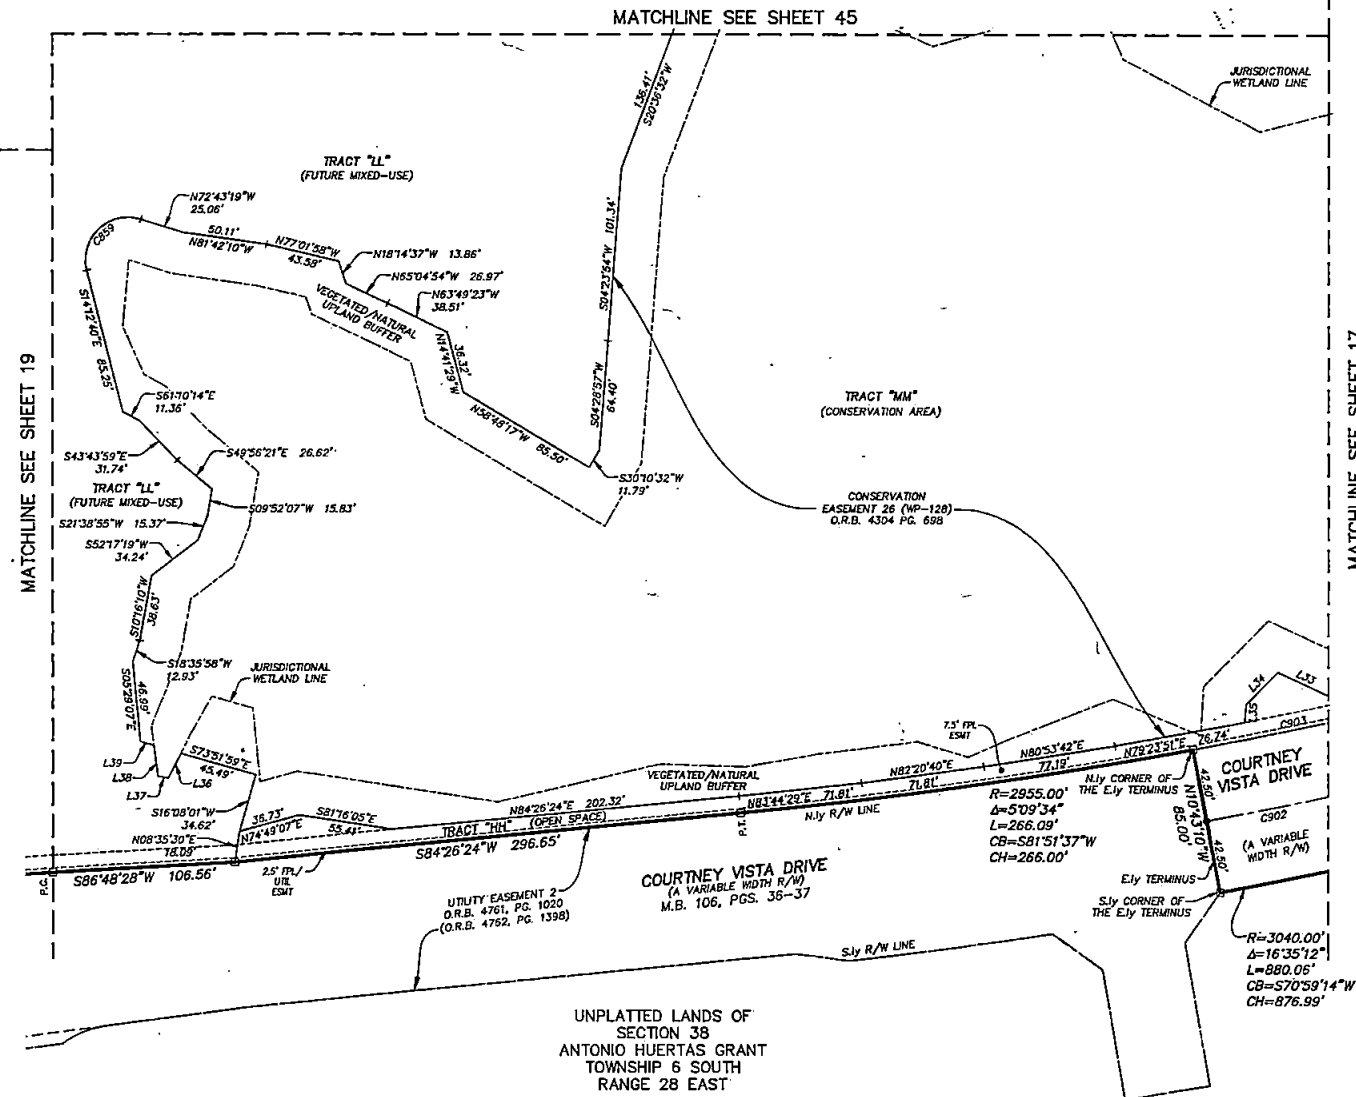 MATCHLINE SEE SHEET 45
JURISDICTIONAL
WETLAND LINE
136.41'
S20°36'32"W
TRACT "LL"
(FUTURE MIXED-USE)
N72°43'19"W
25.06'
C859
50.11'
N81°42'10"W
N77°01'58"W
43.58'
N18°14'37"W 13.86'
N65°04'54"W 26.97'
N63°49'23"W
38.51'
VEGETATED/NATURAL
UPLAND BUFFER
S04°23'54"W 101.34'
S14°12'40"E 85.25'
36.32'
N14°41'29"W
S04°28'57"W
64.40'
MATCHLINE SEE SHEET 19
MATCHLINE SEE SHEET 17
S61°10'14"E
11.36'
N58°48'17"W 85.50'
TRACT "MM"
(CONSERVATION AREA)
S43°43'59"E
31.74'
S49°56'21"E 26.62'
S30°10'32"W
11.79'
TRACT "LL"
(FUTURE MIXED-USE)
S09°52'07"W 15.83'
S21°38'55"W 15.37'
CONSERVATION
EASEMENT 26 (WP-128)
O.R.B. 4304 PG. 698
S52°17'19"W
34.24'
S10°16'10"W
38.63'
S18°35'58"W
12.93'
JURISDICTIONAL
WETLAND LINE
46.99'
S05°29'07"E
L34
L33
L35
C903
7.5' FPL
ESMT
L39
L38
L37
L36
S73°51'59"E
45.49'
N80°53'42"E
77.19'
N79°23'51"E 76.74'
N82°20'40"E
71.81'
VEGETATED/NATURAL
UPLAND BUFFER
N.ly CORNER OF
THE E.ly TERMINUS
COURTNEY
VISTA DRIVE
S16°08'01"W
34.62'
36.73'
N74°49'07"E
S81°16'05"E
55.41'
N84°26'24"E 202.32'
TRACT "HH" (OPEN SPACE)
P.T.
N83°44'29"E 71.81'
N.ly R/W LINE
R=2955.00'
Δ=5°09'34"
L=266.09'
CB=S81°51'37"W
CH=266.00'
42.50'
N10°43'10"W
85.00'
42.50'
C902
(A VARIABLE
WIDTH R/W)
N08°35'30"E
18.09'
P.C.
S86°48'28"W 106.56'
2.5' FPL/
UTIL
ESMT
S84°26'24"W 296.65'
COURTNEY VISTA DRIVE
(A VARIABLE WIDTH R/W)
M.B. 106, PGS. 36-37
E.ly TERMINUS
S.ly CORNER OF
THE E.ly TERMINUS
UTILITY EASEMENT 2
O.R.B. 4761, PG. 1020
(O.R.B. 4762, PG. 1398)
S.ly R/W LINE
R=3040.00'
Δ=16°35'12"
L=880.06'
CB=S70°59'14"W
CH=876.99'
UNPLATTED LANDS OF
SECTION 38
ANTONIO HUERTAS GRANT
TOWNSHIP 6 SOUTH
RANGE 28 EAST